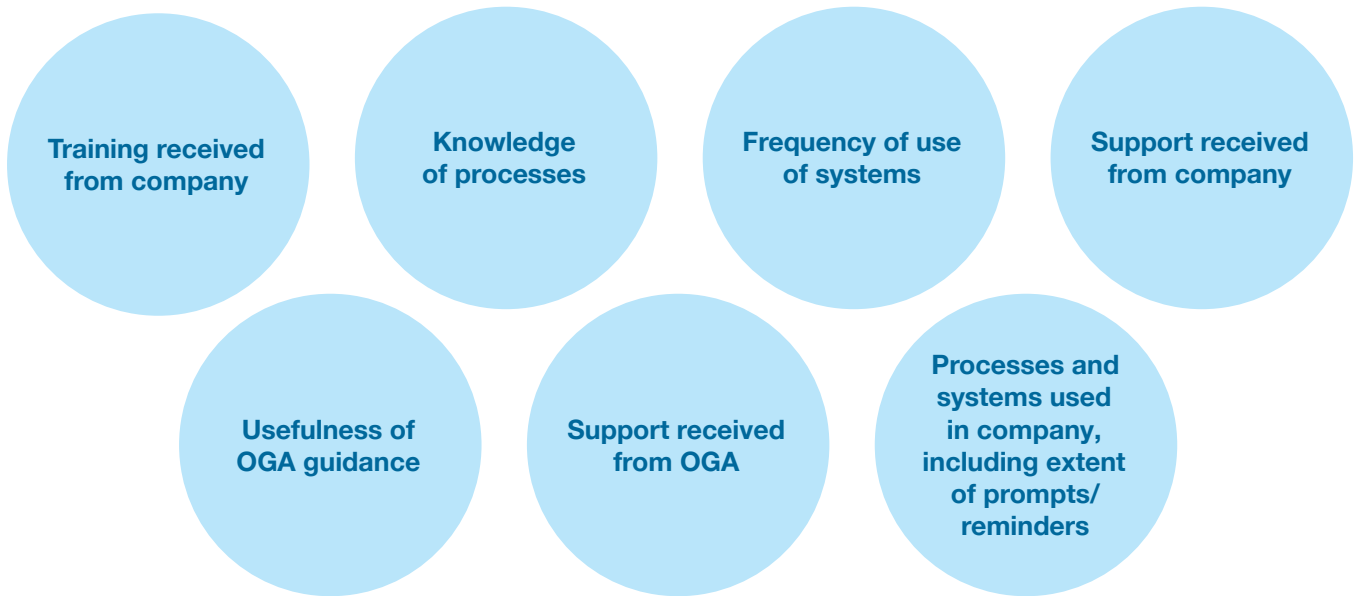 Training received
from company
Knowledge
of processes
Frequency of use
of systems
Support received
from company
Usefulness of
OGA guidance
Support received
from OGA
Processes and
systems used
in company,
including extent
of prompts/
reminders